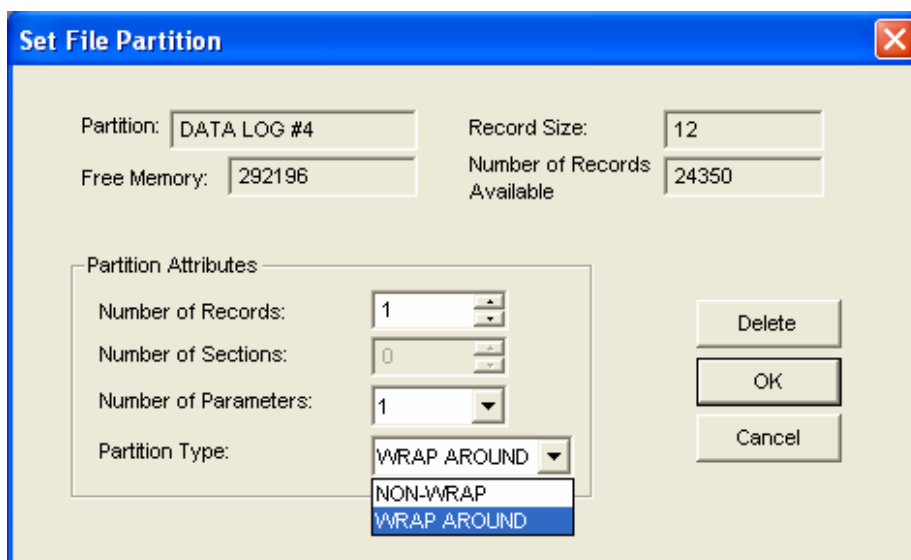 Set File Partition
Partition: DATA LOG #4
Record Size: 12
Free Memory: 292196
Number of Records Available 24350
Partition Attributes
Number of Records: 1
Number of Sections: 0
Number of Parameters: 1
Partition Type: WRAP AROUND
NON-WRAP
WRAP AROUND
Delete
OK
Cancel